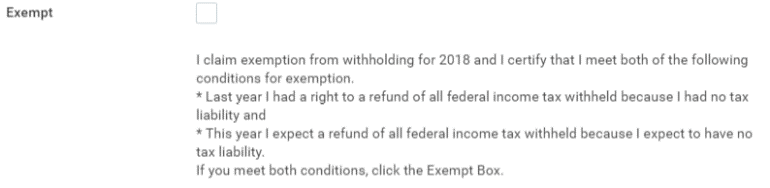 Exempt
I claim exemption from withholding for 2018 and I certify that I meet both of the following
conditions for exemption.
* Last year I had a right to a refund of all federal income tax withheld because I had no tax
liability and
* This year I expect a refund of all federal income tax withheld because I expect to have no
tax liability.
If you meet both conditions, click the Exempt Box.